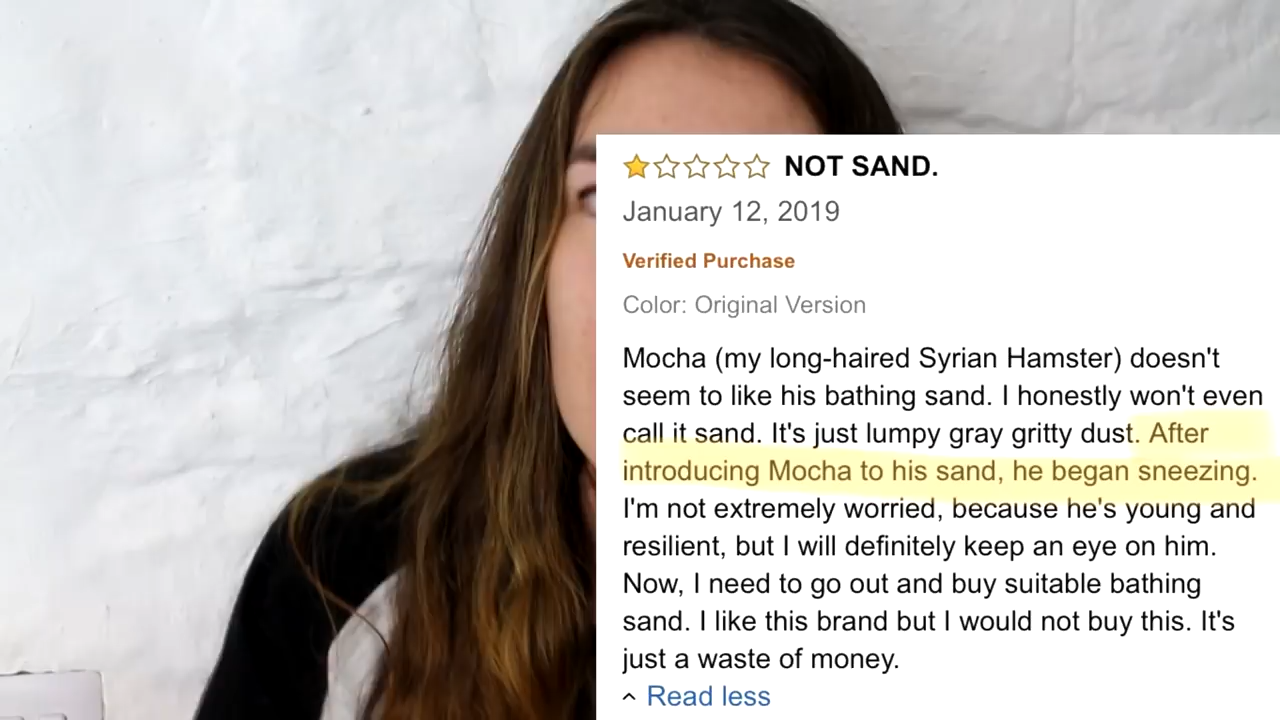 NOT SAND.
January 12, 2019
Verified Purchase
Color: Original Version
Mocha (my long-haired Syrian Hamster) doesn't
seem to like his bathing sand. I honestly won't even
call it sand. It's just lumpy gray gritty dust. After
introducing Mocha to his sand, he began sneezing.
I'm not extremely worried, because he's young and
resilient, but I will definitely keep an eye on him.
Now, I need to go out and buy suitable bathing
sand. I like this brand but I would not buy this. It's
just a waste of money.
Read less